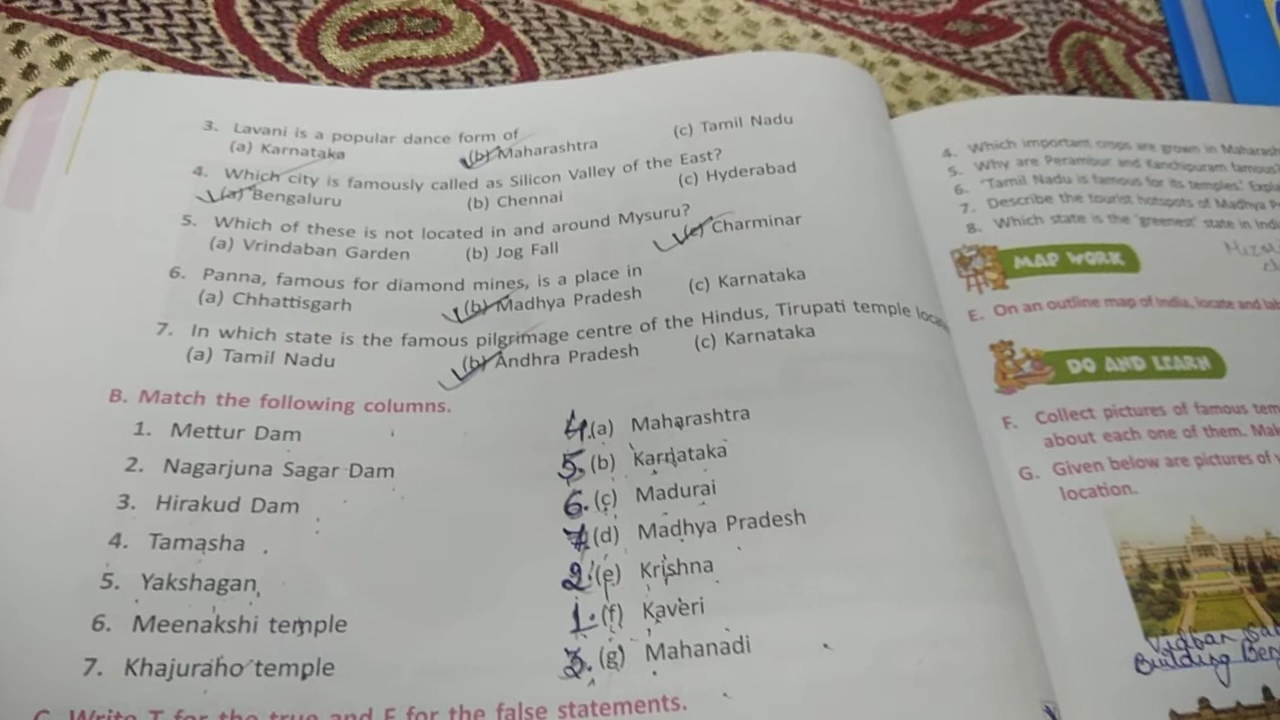 3. Lavani is a popular dance form of
(a) Karnataka (b) Maharashtra (c) Tamil Nadu
4. Which city is famously called as Silicon Valley of the East?
(a) Bengaluru (b) Chennai (c) Hyderabad
5. Which of these is not located in and around Mysuru?
(a) Vrindaban Garden (b) Jog Fall (c) Charminar
6. Panna, famous for diamond mines, is a place in
(a) Chhattisgarh (b) Madhya Pradesh (c) Karnataka
7. In which state is the famous pilgrimage centre of the Hindus, Tirupati temple
(a) Tamil Nadu (b) Andhra Pradesh (c) Karnataka
B. Match the following columns.
1. Mettur Dam 4. (a) Maharashtra
2. Nagarjuna Sagar Dam 5. (b) Karnataka
3. Hirakud Dam 6. (c) Madurai
4. Tamasha 7. (d) Madhya Pradesh
5. Yakshagan 2. (e) Krishna
6. Meenakshi temple 1. (f) Kaveri
7. Khajuraho temple 3. (g) Mahanadi
C. Write T for the true and F for the false statements.
4. Which important crops are grown in Maharash
5. Why are Perambur and Kanchipuram famous?
6. 'Tamil Nadu is famous for its temples.' Expla
7. Describe the tourist hotspots of Madhya P
8. Which state is the 'greenest' state in Indi
MAP WORK
E. On an outline map of India, locate and lab
DO AND LEARN
F. Collect pictures of famous tem
about each one of them. Mak
G. Given below are pictures of
location.
Building Ben